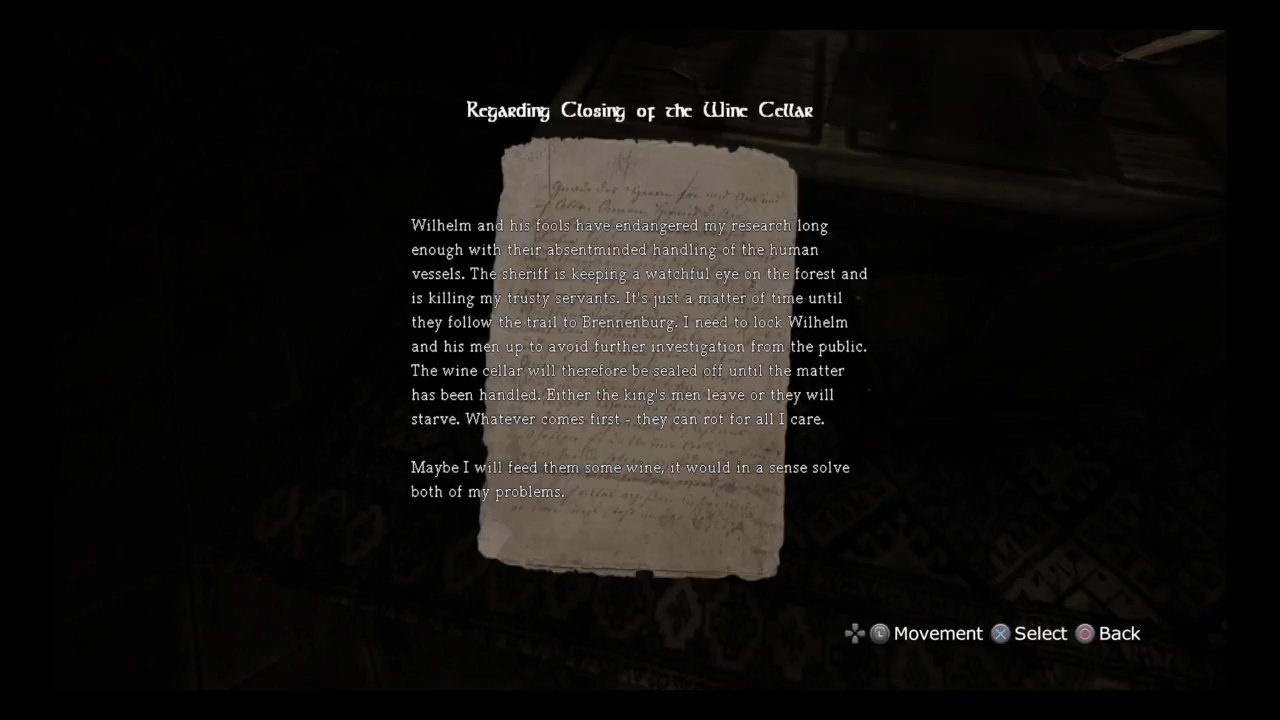 Regarding Closing of the Wine Cellar
Wilhelm and his fools have endangered my research long
enough with their absentminded handling of the human
vessels. The sheriff is keeping a watchful eye on the forest and
is killing my trusty servants. It's just a matter of time until
they follow the trail to Brennenburg. I need to lock Wilhelm
and his men up to avoid further investigation from the public.
The wine cellar will therefore be sealed off until the matter
has been handled. Either the king's men leave or they will
starve. Whatever comes first - they can rot for all I care.
Maybe I will feed them some wine, it would in a sense solve
both of my problems.
L Movement Select Back